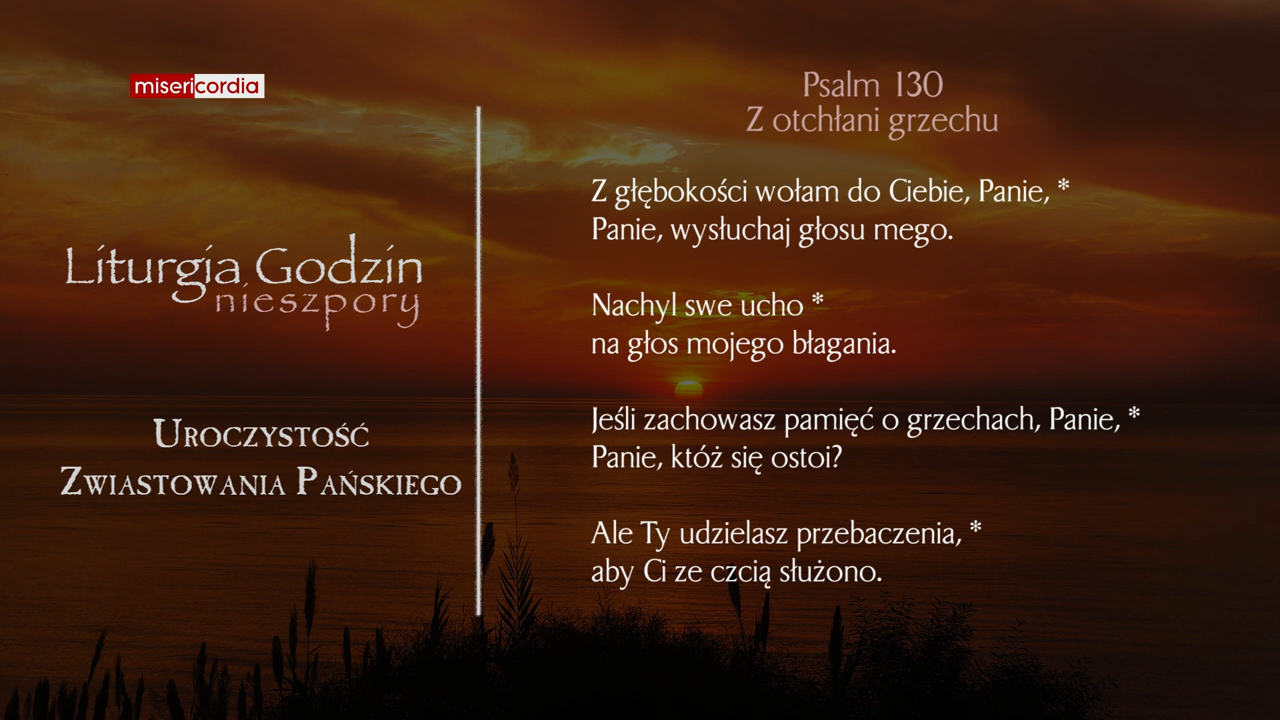 misericordia
Liturgia Godzin
nieszpory
Uroczystość
Zwiastowania Pańskiego
Psalm 130
Z otchłani grzechu
Z głębokości wołam do Ciebie, Panie, *
Panie, wysłuchaj głosu mego.
Nachyl swe ucho *
na głos mojego błagania.
Jeśli zachowasz pamięć o grzechach, Panie, *
Panie, któż się ostoi?
Ale Ty udzielasz przebaczenia, *
aby Ci ze czcią służono.